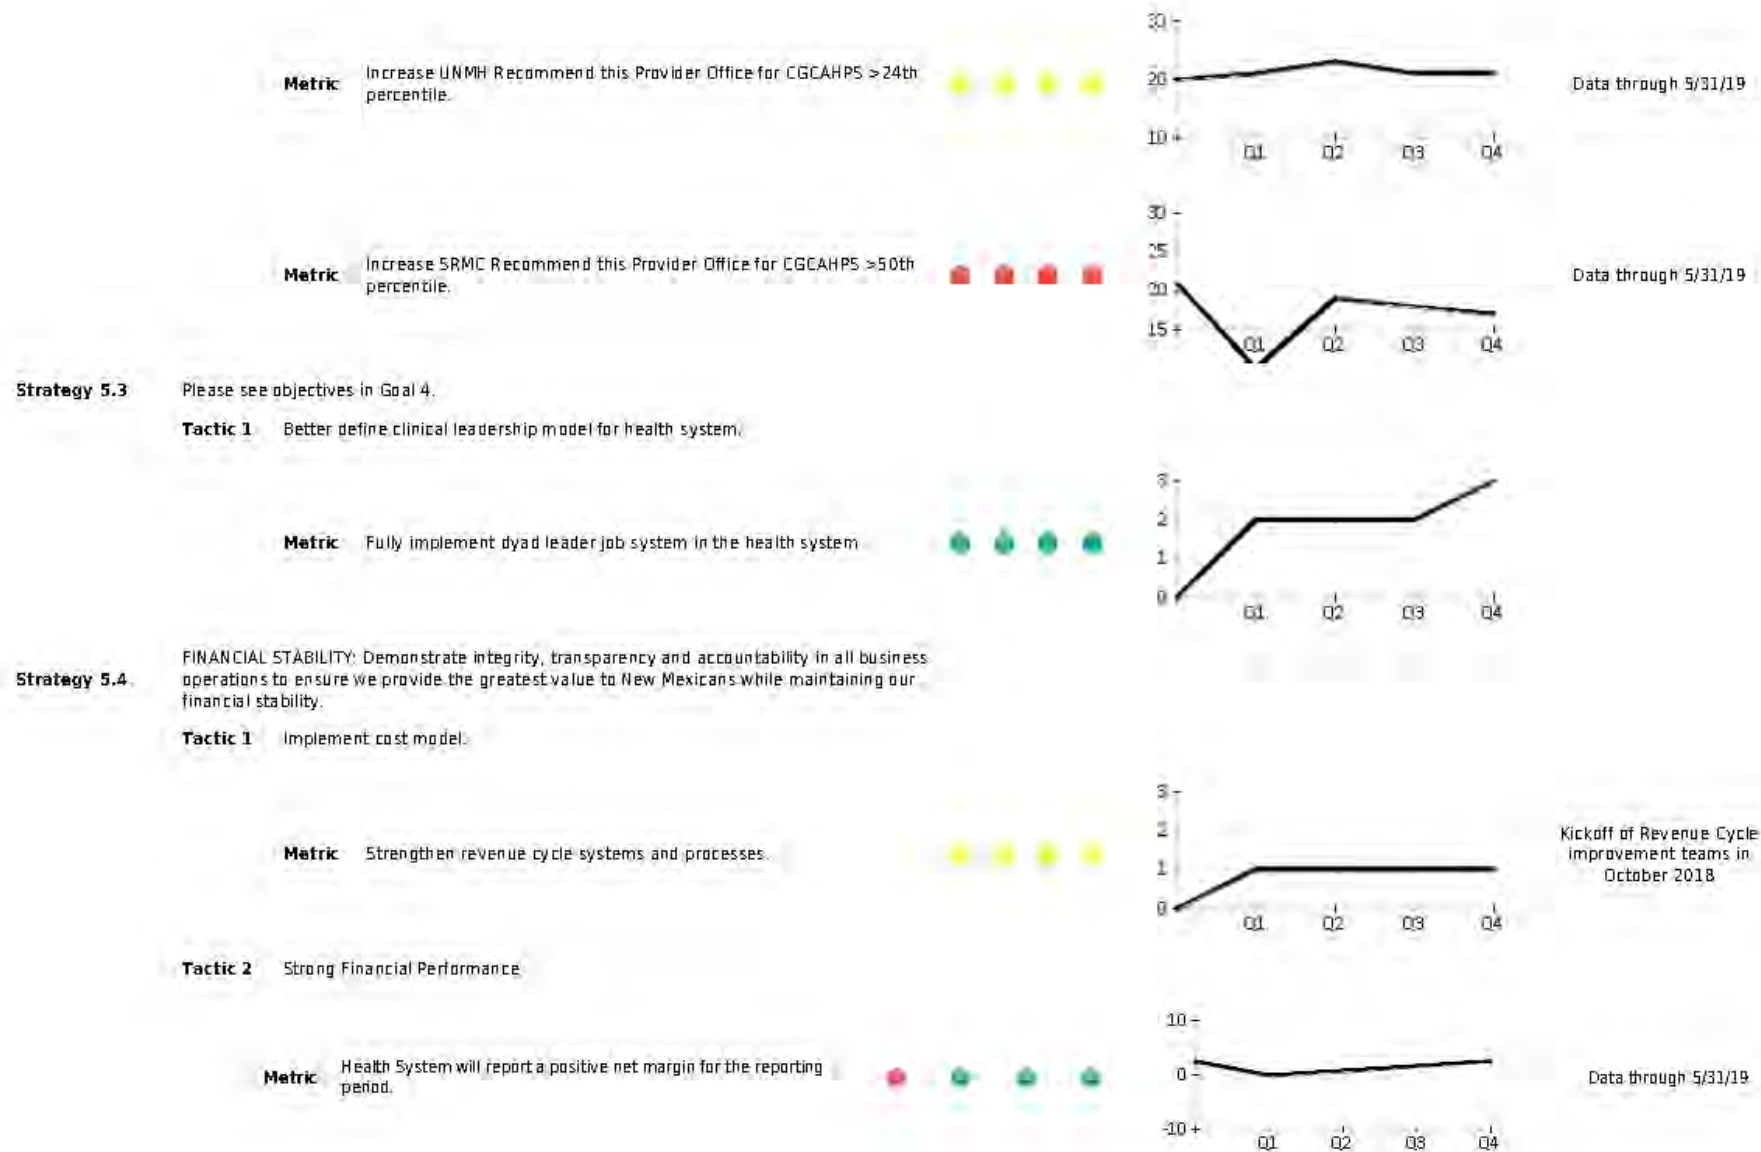 30
Metric Increase UNMH Recommend this Provider Office for CGCAHPS >24th
percentile.
20
Data through 5/31/19
10
Q1 Q2 Q3 Q4
30
25
Metric Increase SRMC Recommend this Provider Office for CGCAHPS >50th
percentile.
Data through 5/31/19
20
15
Q1 Q2 Q3 Q4
Strategy 5.3 Please see objectives in Goal 4.
Tactic 1 Better define clinical leadership model for health system.
3
2
Metric Fully implement dyad leader job system in the health system
1
0
Q1 Q2 Q3 Q4
Strategy 5.4 FINANCIAL STABILITY: Demonstrate integrity, transparency and accountability in all business
operations to ensure we provide the greatest value to New Mexicans while maintaining our
financial stability.
Tactic 1 Implement cost model.
3
2
Metric Strengthen revenue cycle systems and processes.
Kickoff of Revenue Cycle
improvement teams in
October 2018
1
0
Q1 Q2 Q3 Q4
Tactic 2 Strong Financial Performance
10
Metric Health System will report a positive net margin for the reporting
period.
0
Data through 5/31/19
-10
Q1 Q2 Q3 Q4